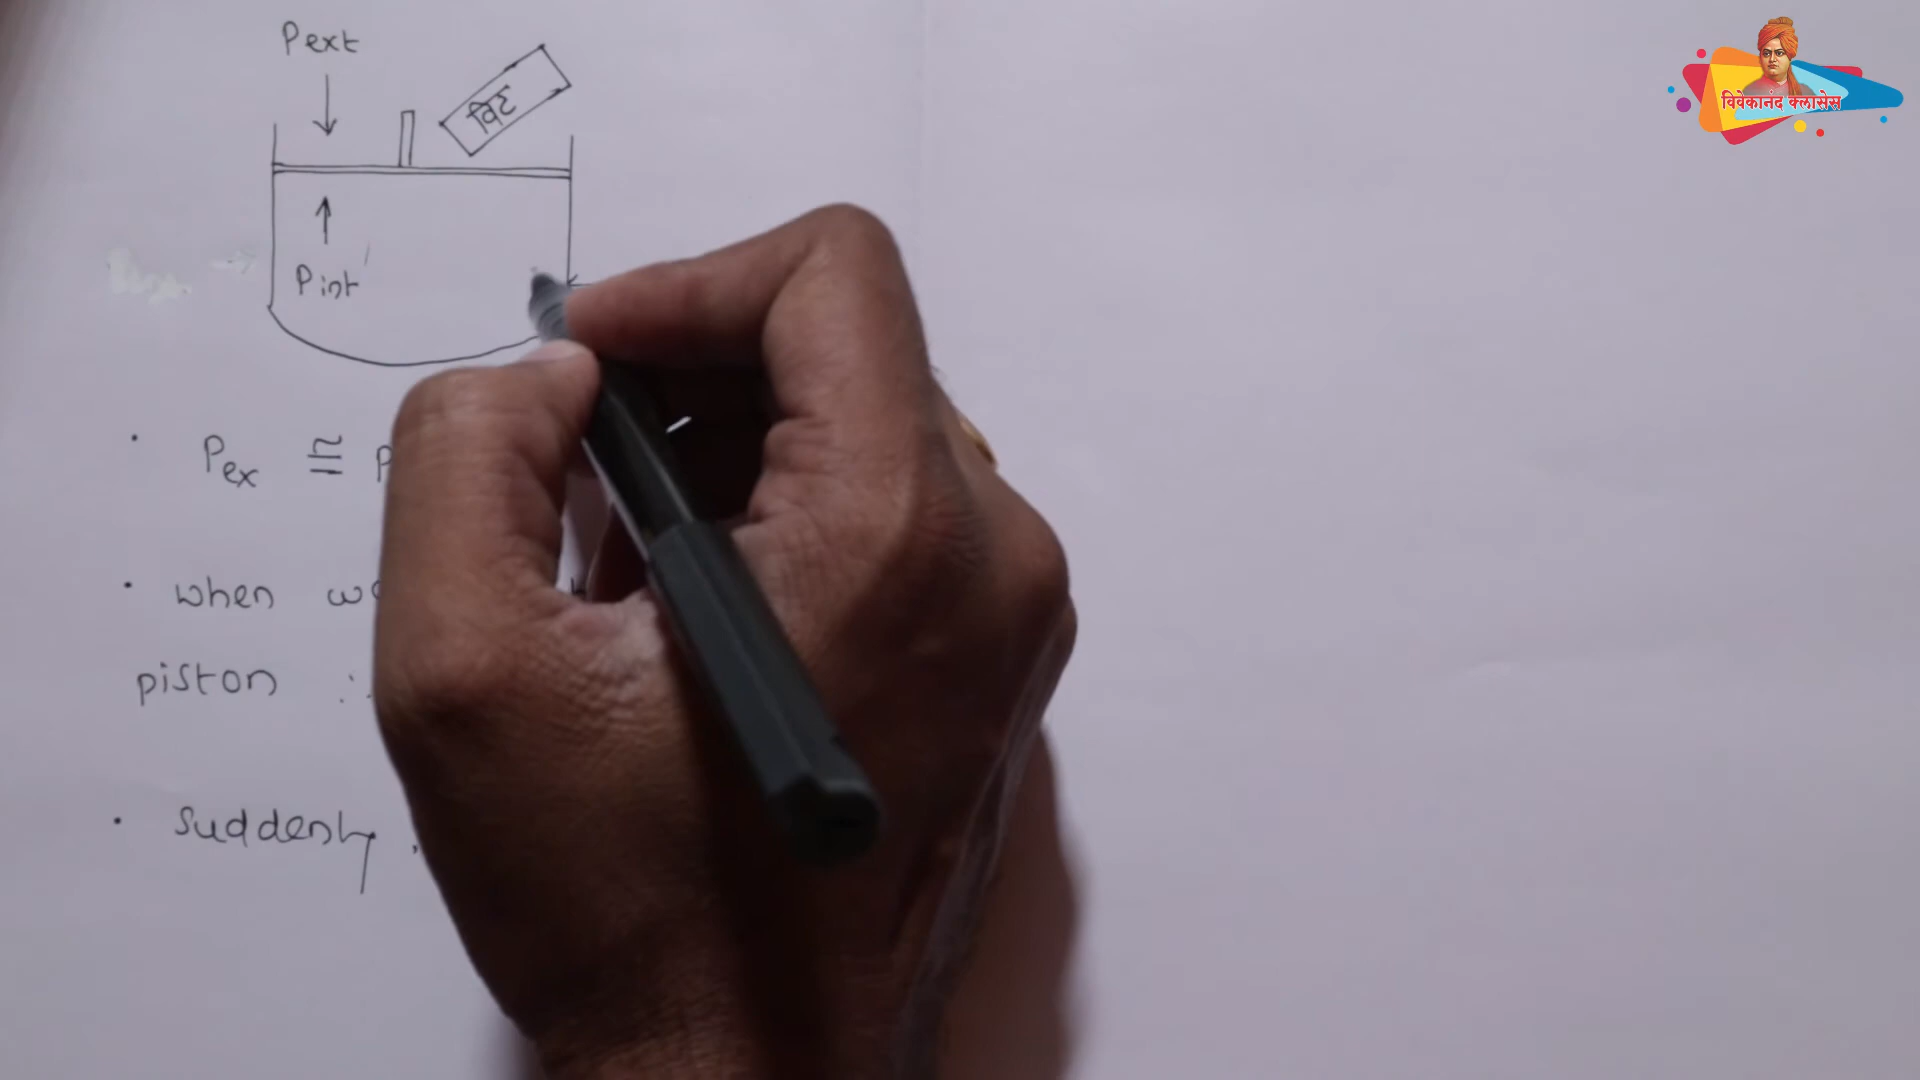 Pext
विट
Pint
• Pex ≅
• when
piston
• Suddenly,
विवेकानंद क्लासेस